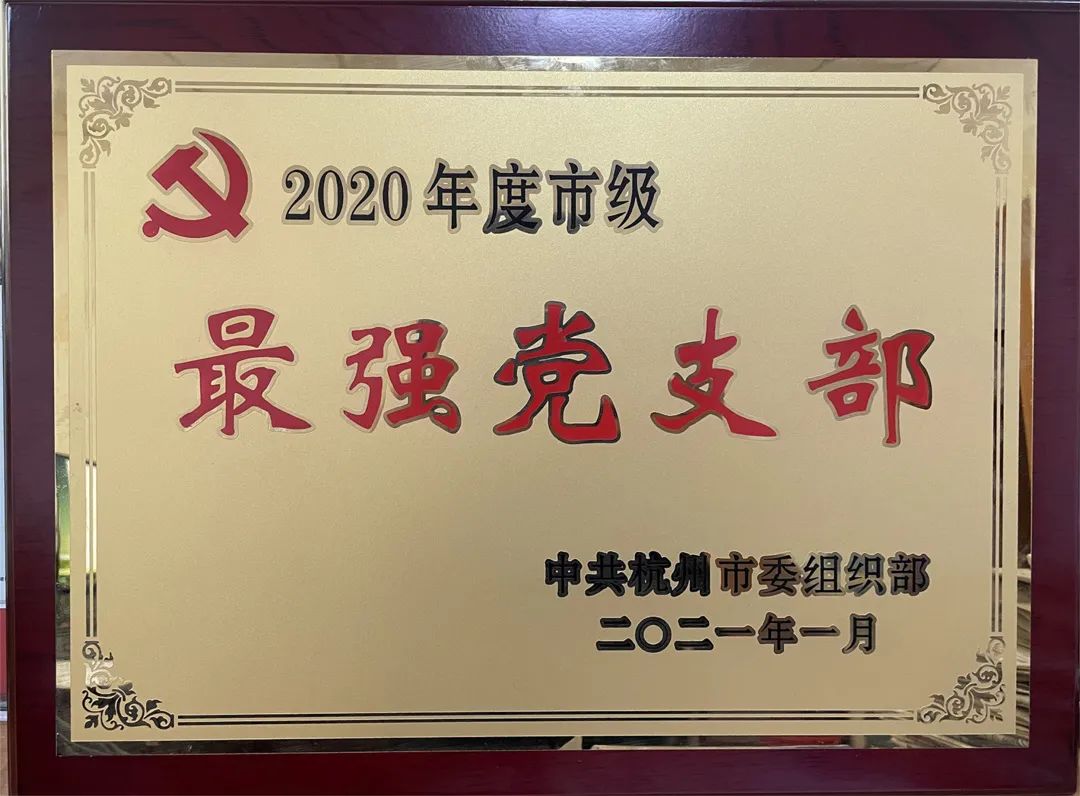 2020年度市级
最强党支部
中共杭州市委组织部
二〇二一年一月